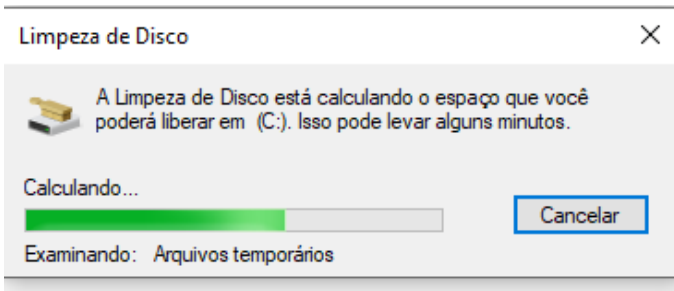 Limpeza de Disco
A Limpeza de Disco está calculando o espaço que você
poderá liberar em  (C:). Isso pode levar alguns minutos.
Calculando...
Cancelar
Examinando:   Arquivos temporários